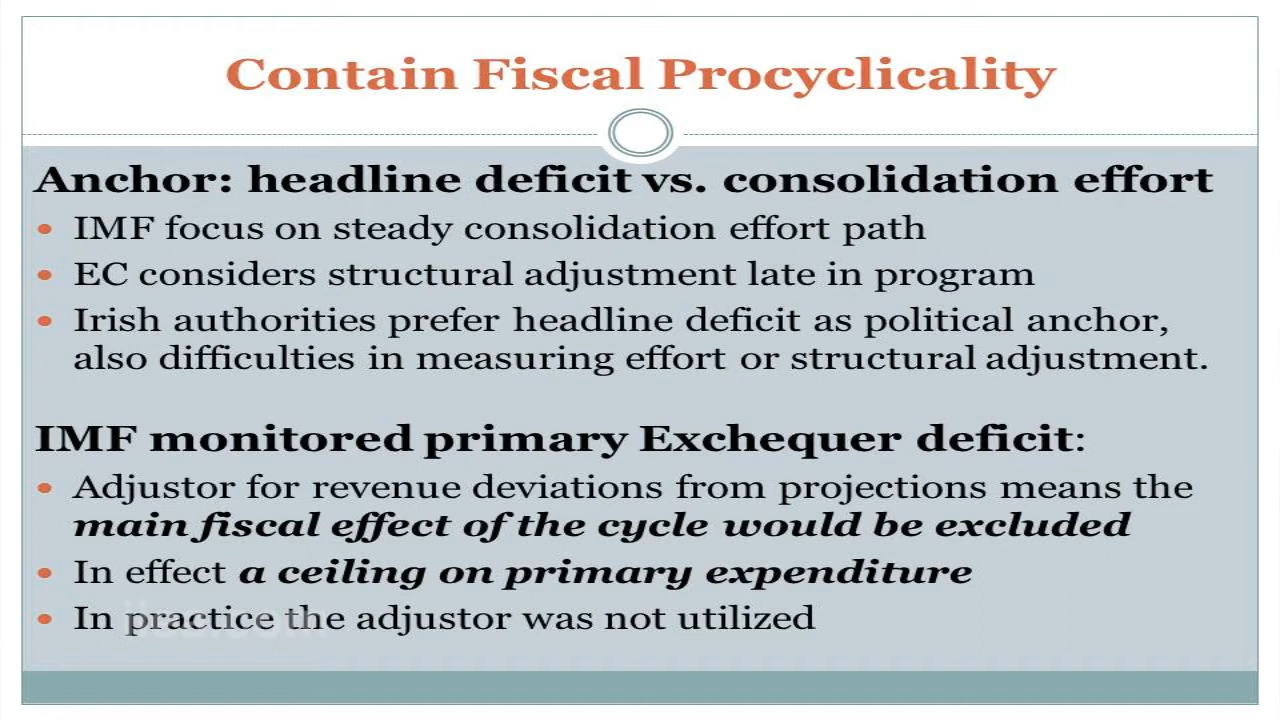 Contain Fiscal Procyclicality
Anchor: headline deficit vs. consolidation effort
• IMF focus on steady consolidation effort path
• EC considers structural adjustment late in program
• Irish authorities prefer headline deficit as political anchor,
also difficulties in measuring effort or structural adjustment.
IMF monitored primary Exchequer deficit:
• Adjustor for revenue deviations from projections means the
main fiscal effect of the cycle would be excluded
• In effect a ceiling on primary expenditure
• In practice the adjustor was not utilized